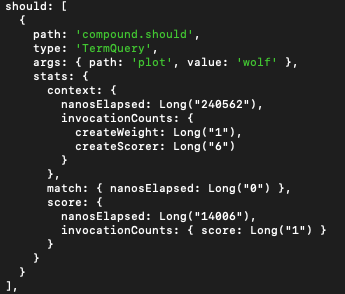 should: [
  {
    path: 'compound.should',
    type: 'TermQuery',
    args: { path: 'plot', value: 'wolf' },
    stats: {
      context: {
        nanosElapsed: Long("240562"),
        invocationCounts: {
          createWeight: Long("1"),
          createScorer: Long("6")
        }
      },
      match: { nanosElapsed: Long("0") },
      score: {
        nanosElapsed: Long("14006"),
        invocationCounts: { score: Long("1") }
      }
    }
  }
],